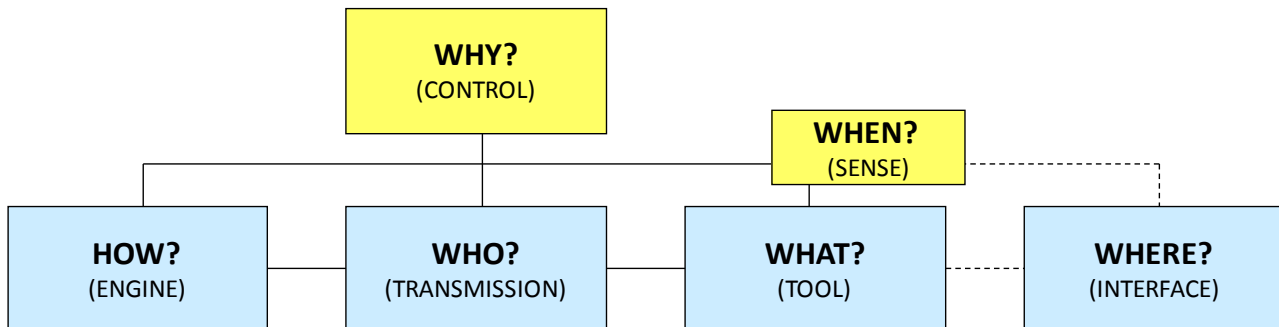 WHY?
(CONTROL)
WHEN?
(SENSE)
HOW?
(ENGINE)
WHO?
(TRANSMISSION)
WHAT?
(TOOL)
WHERE?
(INTERFACE)